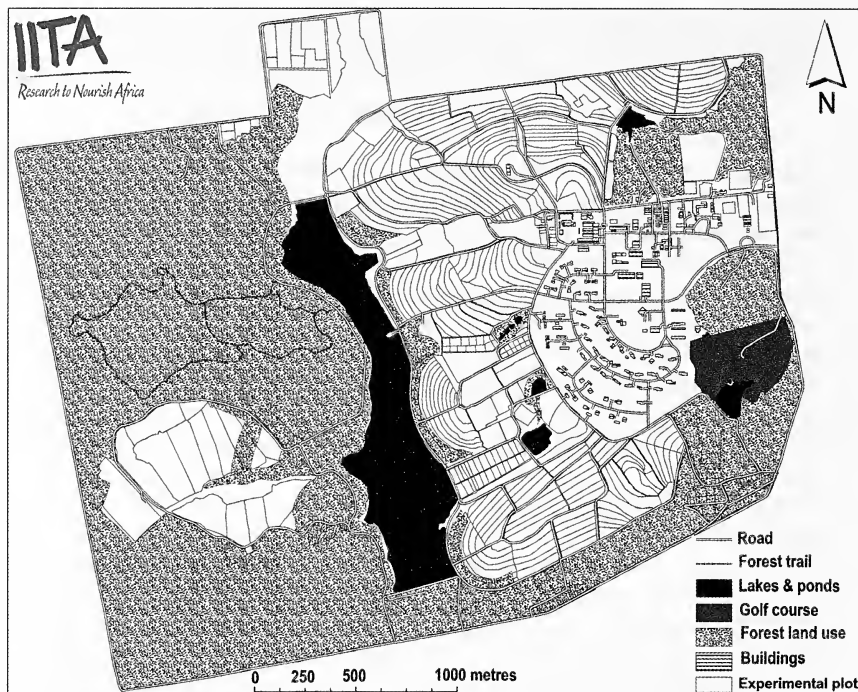 IITA
Research to Nourish Africa
N
Road
Forest trail
Lakes & ponds
Golf course
Forest land use
Buildings
Experimental plot
0 250 500 1000 metres